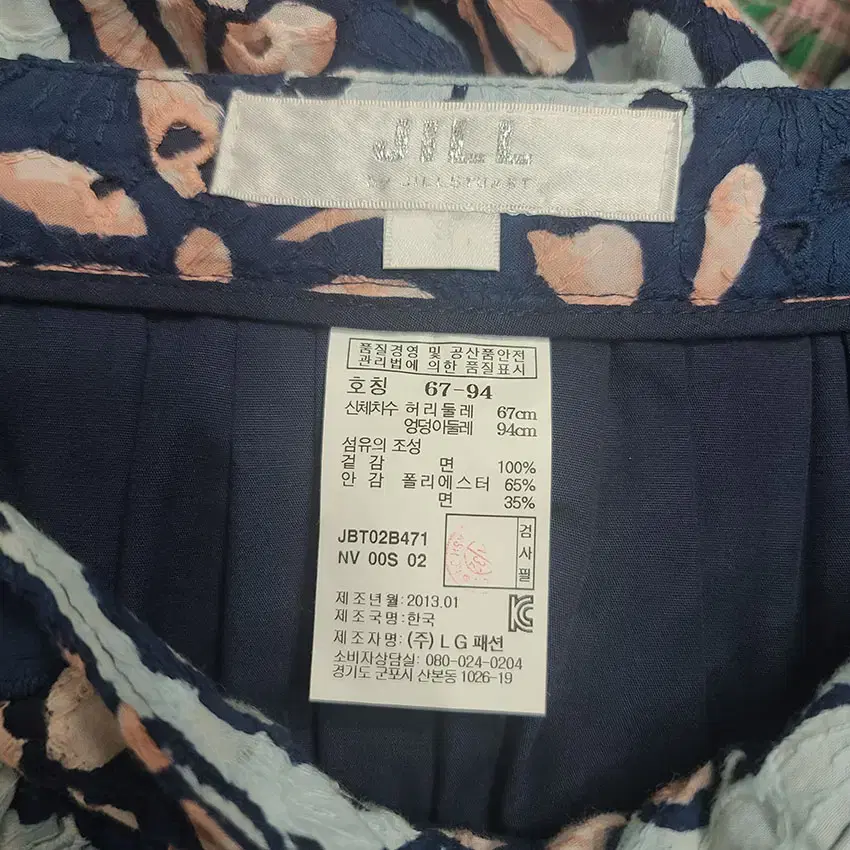 JILL
BY JILLSTUART
품질경영 및 공산품안전
관리법에 의한 품질표시
호칭 67-94
신체치수 허리둘레 67cm
엉덩이둘레 94cm
섬유의 조성
겉감 면 100%
안감 폴리에스터 65%
면 35%
JBT02B471
NV 00S 02
검사필
제조년월:2013.01
제조국명:한국
제조자명:(주)LG패션
소비자상담실: 080-024-0204
경기도 군포시 산본동 1026-19